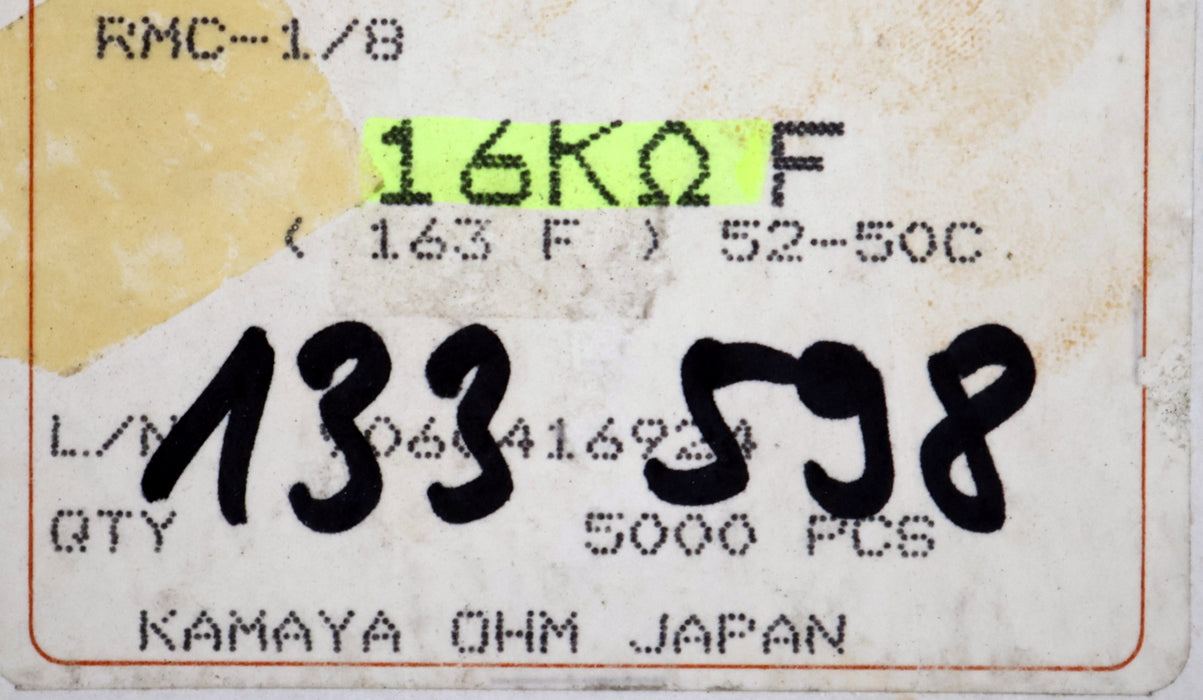 RMC-1/8
16KΩ F
( 163 F ) 52-50C
133 598
L/N
QTY 5000 PCS
KAMAYA OHM JAPAN